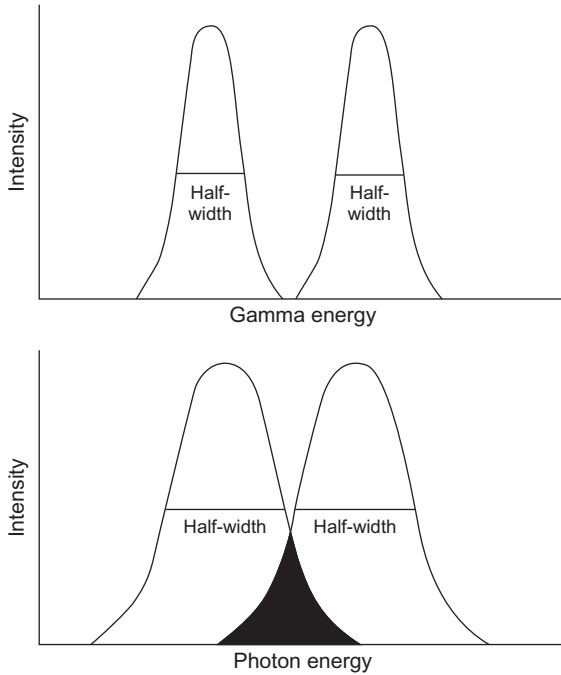 Intensity
Half-
width
Half-
width
Gamma energy
Intensity
Half-width
Half-width
Photon energy